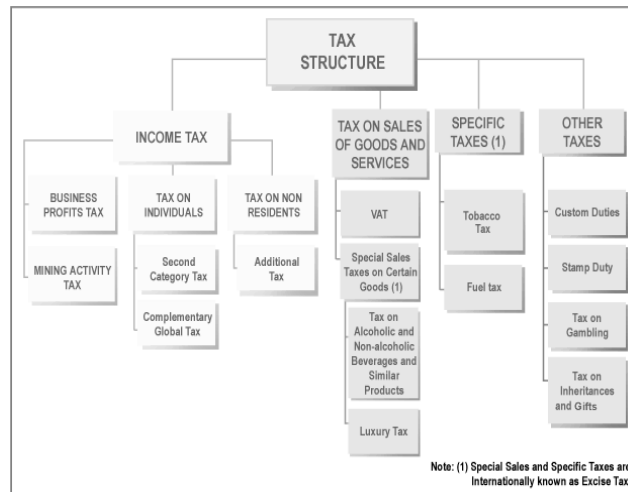 TAX
STRUCTURE
INCOME TAX
TAX ON SALES
OF GOODS AND
SERVICES
SPECIFIC
TAXES (1)
OTHER
TAXES
BUSINESS
PROFITS TAX
MINING ACTIVITY
TAX
TAX ON
INDIVIDUALS
Second
Category Tax
Complementary
Global Tax
TAX ON NON
RESIDENTS
Additional
Tax
VAT
Special Sales
Taxes on Certain
Goods (1)
Tax on
Alcoholic and
Non-alcoholic
Beverages and
Similar
Products
Luxury Tax
Tobacco
Tax
Fuel tax
Custom Duties
Stamp Duty
Tax on
Gambling
Tax on
Inheritances
and Gifts
Note: (1) Special Sales and Specific Taxes are
Internationally known as Excise Tax